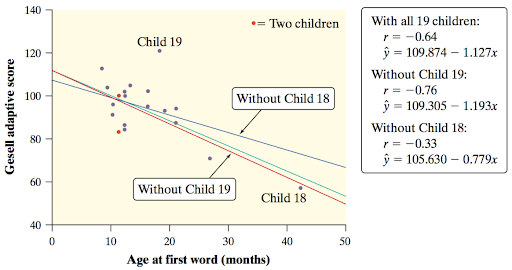 140
120
100
80
60
40
0
10
20
30
40
50
Gesell adaptive score
Age at first word (months)
= Two children
Child 19
Without Child 18
Without Child 19
Child 18
With all 19 children:
r = −0.64
ŷ = 109.874 − 1.127x
Without Child 19:
r = −0.76
ŷ = 109.305 − 1.193x
Without Child 18:
r = −0.33
ŷ = 105.630 − 0.779x